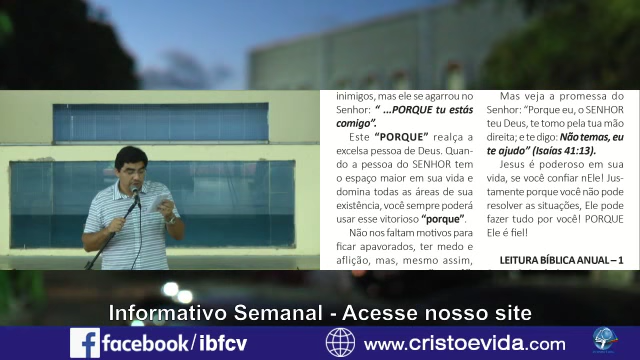 inimigos, mas ele se agarrou no
Senhor: “ ...PORQUE tu estás
comigo”.
Este “PORQUE” realça a
excelsa pessoa de Deus. Quan-
do a pessoa do SENHOR tem
o espaço maior em sua vida e
domina todas as áreas de sua
existência, você sempre poderá
usar esse vitorioso “porque”.
Não nos faltam motivos para
ficar apavorados, ter medo e
aflição, mas, mesmo assim,
Mas veja a promessa do
Senhor: “Porque eu, o SENHOR
teu Deus, te tomo pela tua mão
direita; e te digo: Não temas, eu
te ajudo” (Isaías 41:13).
Jesus é poderoso em sua
vida, se você confiar nEle! Jus-
tamente porque você não pode
resolver as situações, Ele pode
fazer tudo por você! PORQUE
Ele é fiel!
LEITURA BÍBLICA ANUAL – 1
Informativo Semanal - Acesse nosso site
facebook/ibfcv
www.cristoevida.com